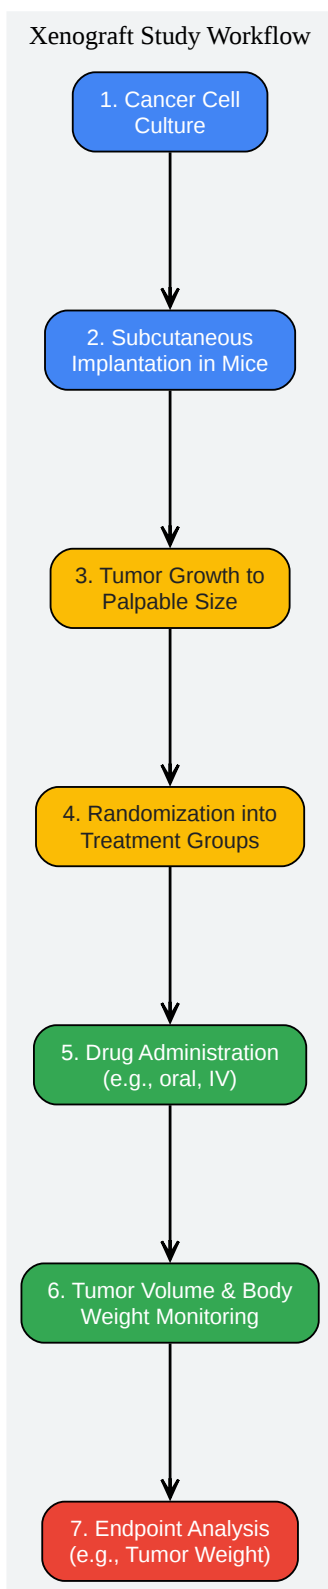 Xenograft Study Workflow
1. Cancer Cell
Culture
2. Subcutaneous
Implantation in Mice
3. Tumor Growth to
Palpable Size
4. Randomization into
Treatment Groups
5. Drug Administration
(e.g., oral, IV)
6. Tumor Volume & Body
Weight Monitoring
7. Endpoint Analysis
(e.g., Tumor Weight)